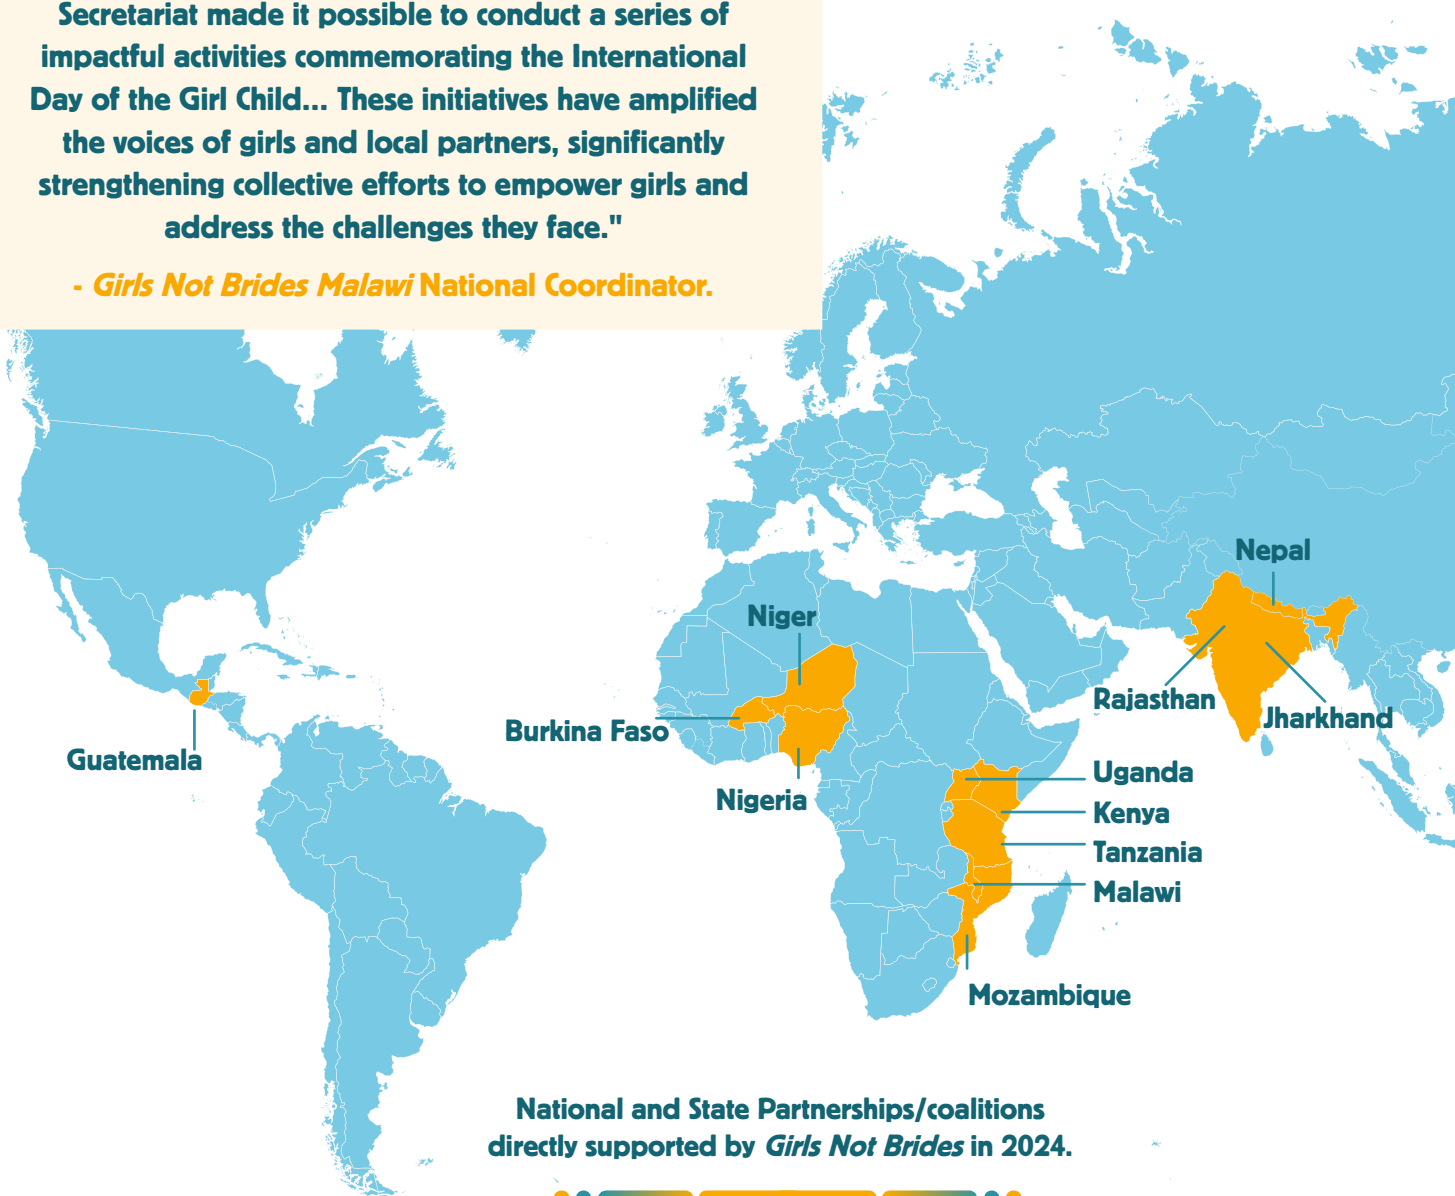 Secretariat made it possible to conduct a series of
impactful activities commemorating the International
Day of the Girl Child... These initiatives have amplified
the voices of girls and local partners, significantly
strengthening collective efforts to empower girls and
address the challenges they face."
- Girls Not Brides Malawi National Coordinator.
Nepal
Niger
Rajasthan
Jharkhand
Burkina Faso
Guatemala
Uganda
Nigeria
Kenya
Tanzania
Malawi
Mozambique
National and State Partnerships/coalitions
directly supported by Girls Not Brides in 2024.